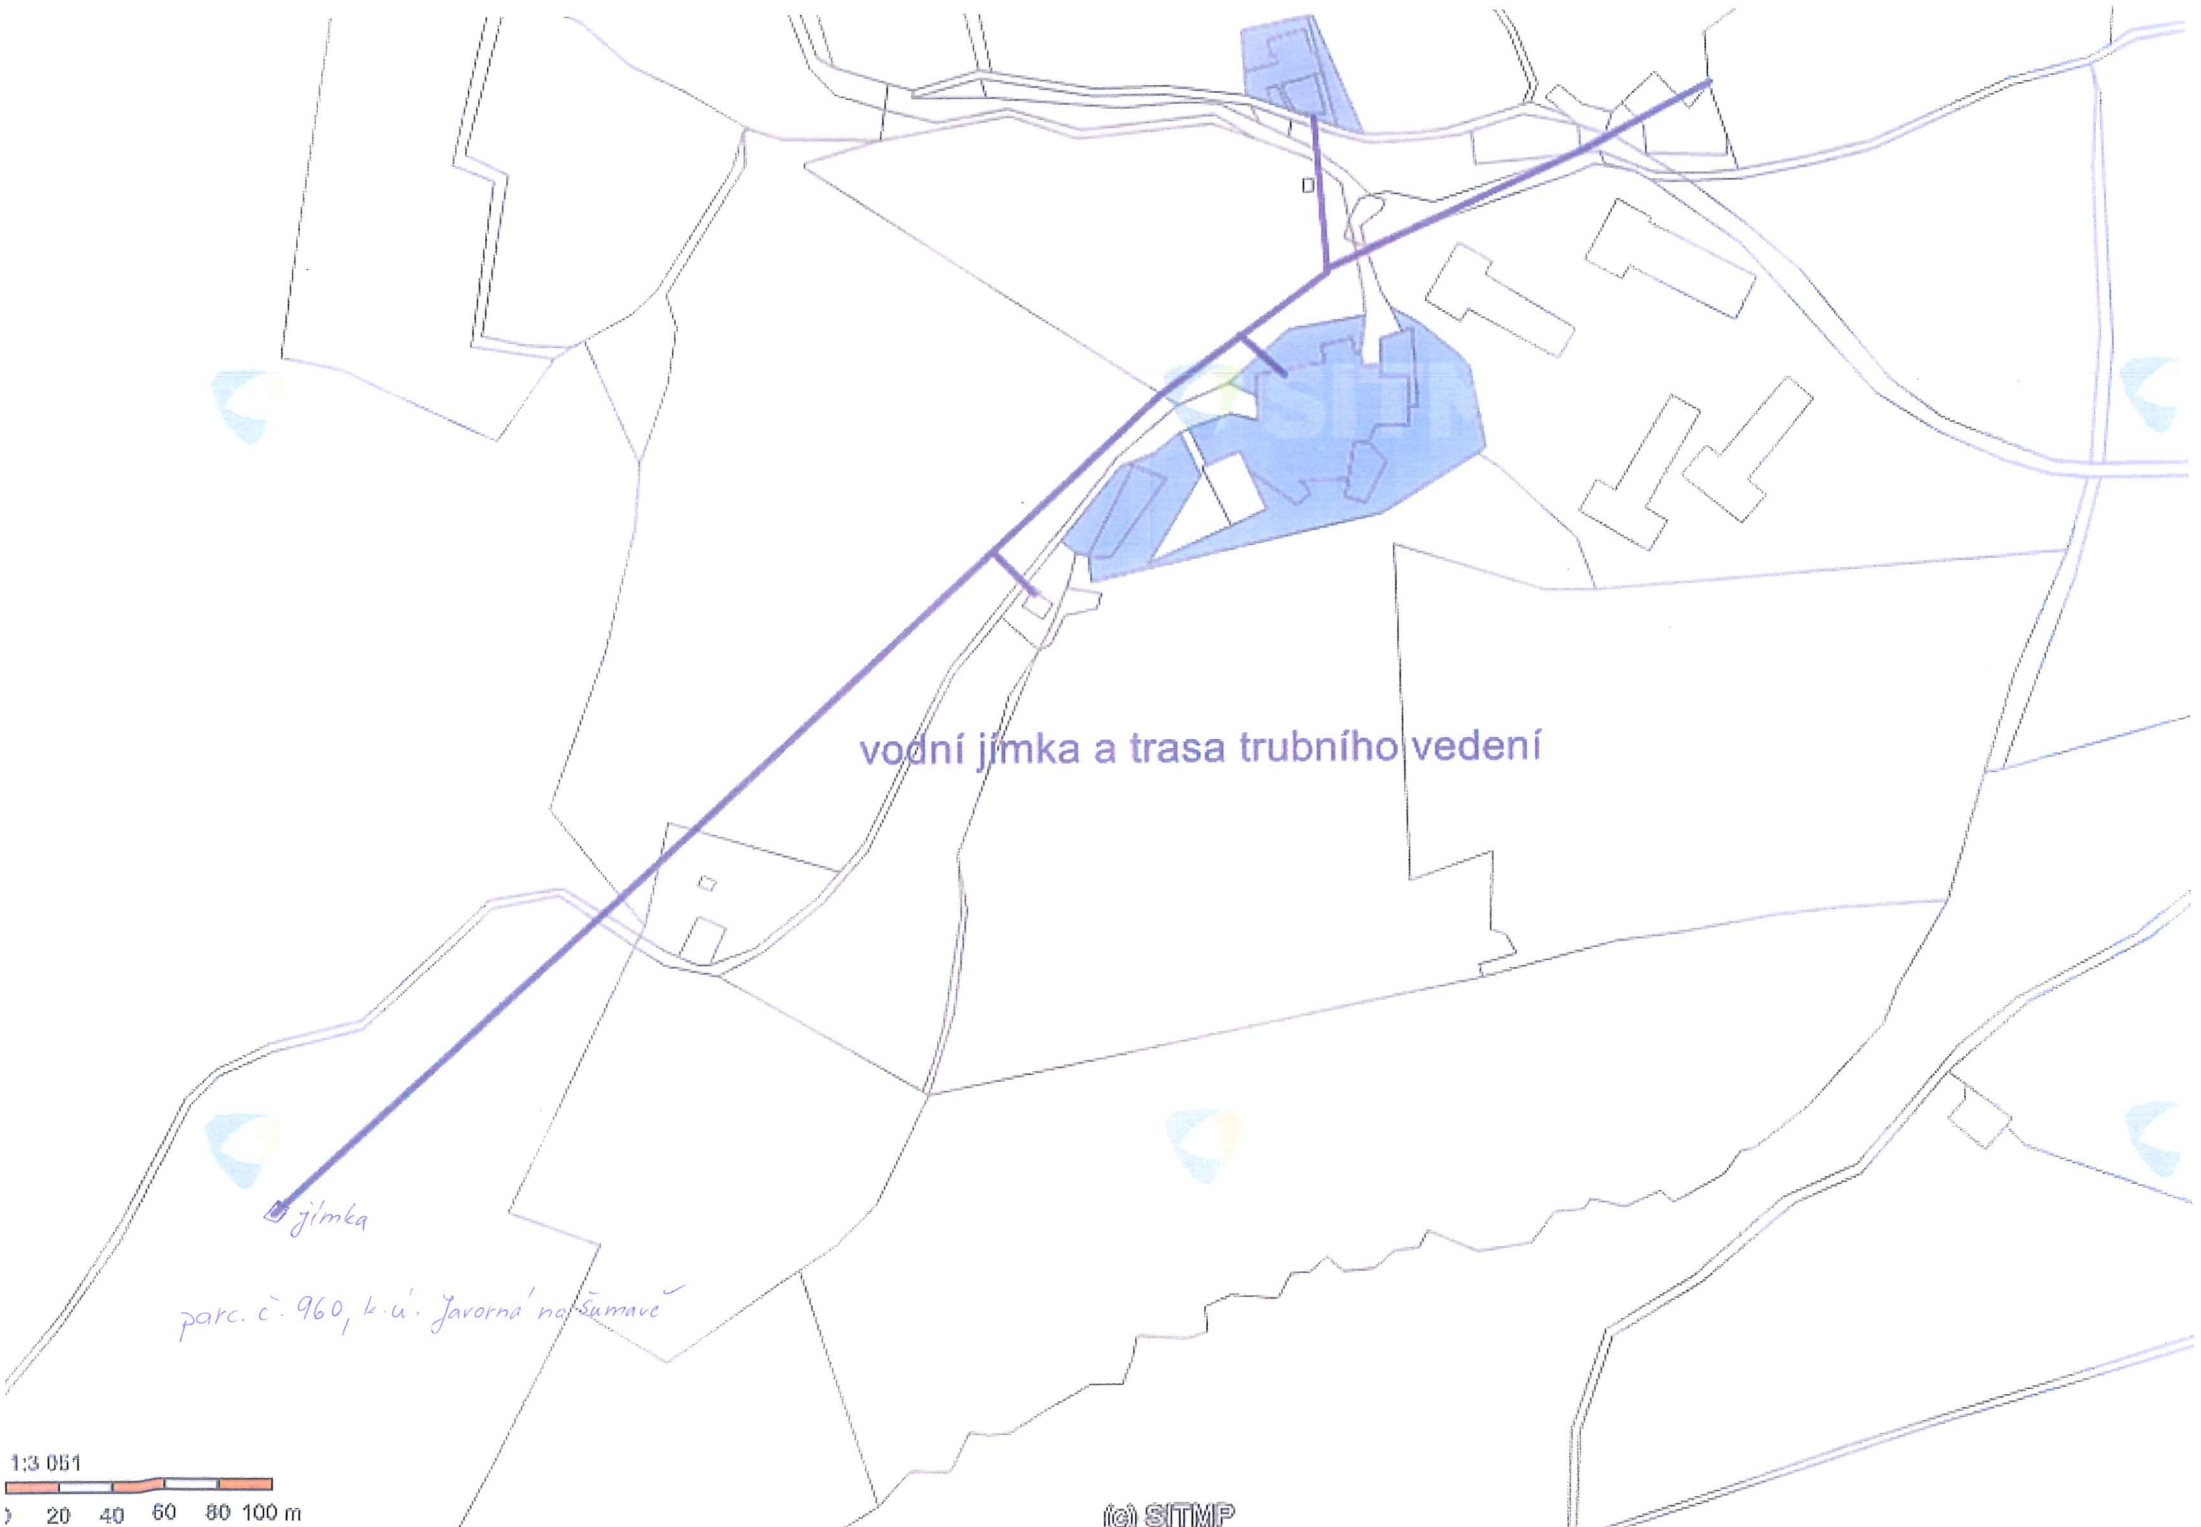 SITM
vodní jímka a trasa trubního vedení
jímka
parc. č. 960, k.ú. Javorná na Šumavě
1:3 051
20 40 60 80 100 m
(c) SITMP